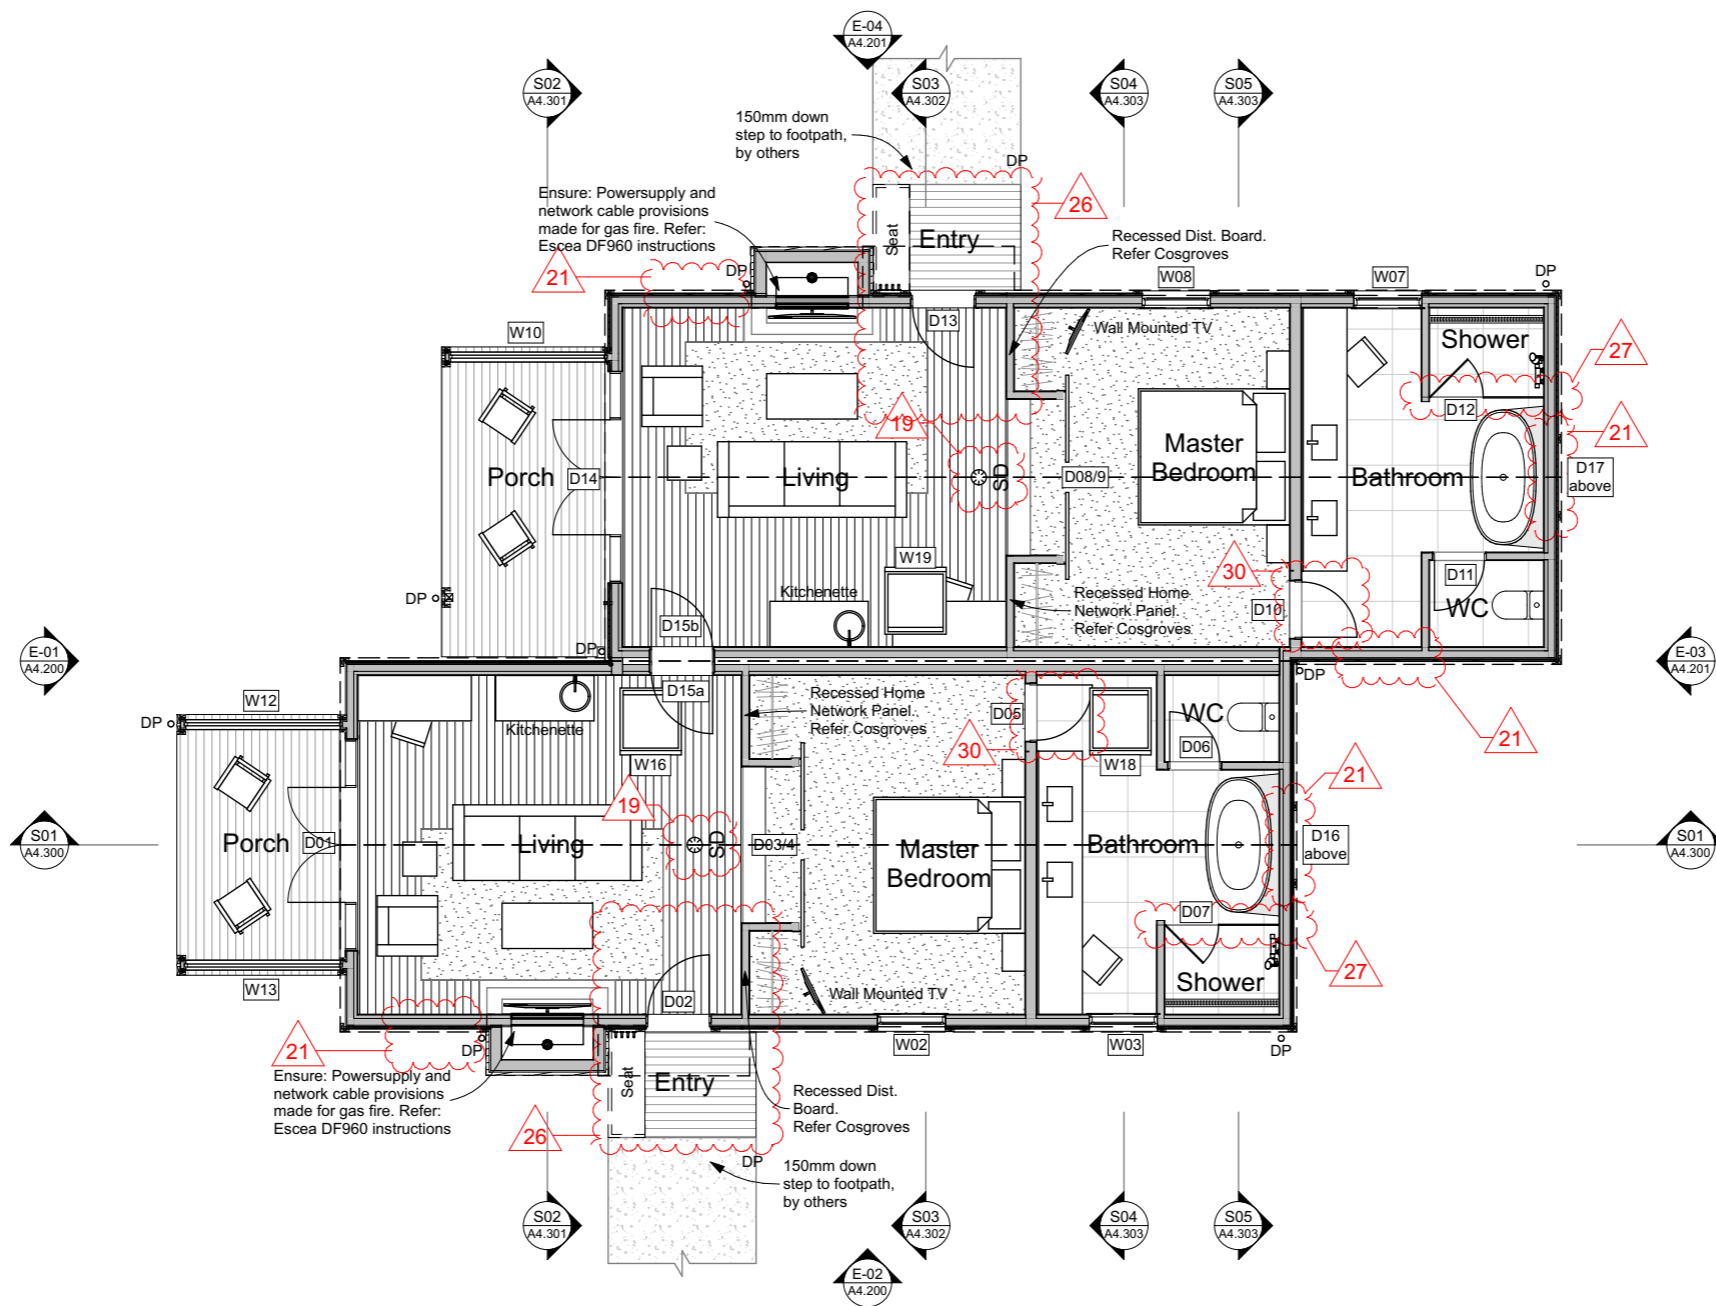 E-04
A4.201
S02
A4.301
S03
A4.302
S04
A4.303
S05
A4.303
150mm down
step to footpath,
by others
DP
Ensure: Powersupply and
network cable provisions
made for gas fire. Refer:
Escea DF960 instructions
26
Seat
Entry
Recessed Dist. Board.
Refer Cosgroves
21
DP
W08
W07
DP
W10
D13
Wall Mounted TV
Shower
27
19
D12
21
Porch
D14
Living
SD
D08/9
Master
Bedroom
Bathroom
D17
above
W19
30
D11
DP
Kitchenette
Recessed Home
Network Panel.
Refer Cosgroves
D10
WC
D15b
DP
E-01
A4.200
E-03
A4.201
DP
W12
DP
D15a
Recessed Home
Network Panel.
Refer Cosgroves
D05
WC
21
Kitchenette
30
D06
W16
W18
21
19
S01
A4.300
Porch
D01
Living
SD
D03/4
Master
Bedroom
Bathroom
D16
above
S01
A4.300
D07
W13
D02
Wall Mounted TV
Shower
27
21
DP
W02
W03
DP
Ensure: Powersupply and
network cable provisions
made for gas fire. Refer:
Escea DF960 instructions
Seat
Entry
Recessed Dist.
Board.
Refer Cosgroves
26
DP
150mm down
step to footpath,
by others
S02
A4.301
S03
A4.302
S04
A4.303
S05
A4.303
E-02
A4.200